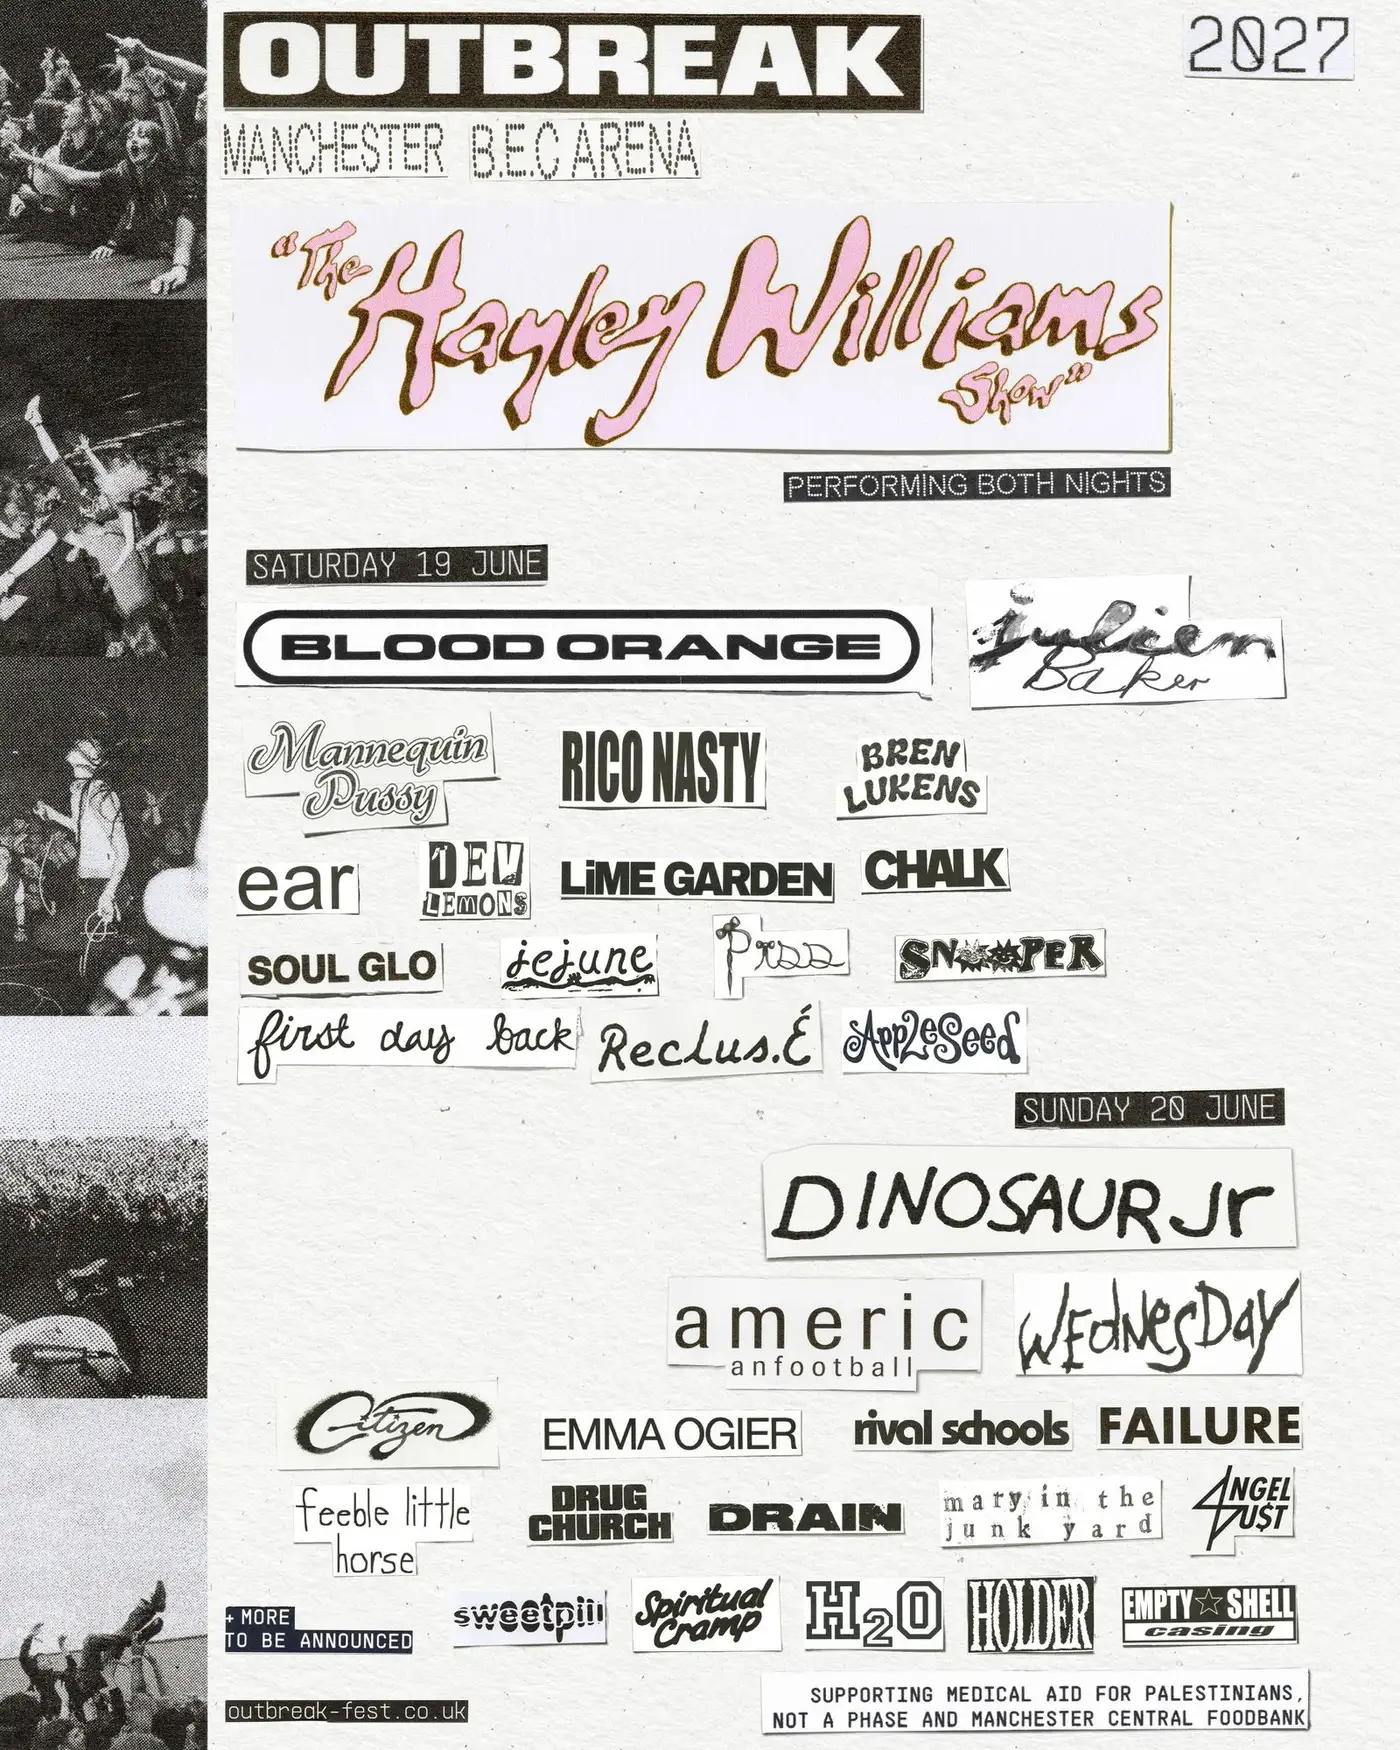 OUTBREAK
2027
MANCHESTER B.E.C ARENA
"The Hayley Williams Show"
PERFORMING BOTH NIGHTS
SATURDAY 19 JUNE
BLOOD ORANGE
julien Baker
Mannequin Pussy
RICO NASTY
BREN LUKENS
ear
DEW LEMONS
LiME GARDEN
CHALK
SOUL GLO
jejune
Piss
SNOOPER
first day back
Reclus.É
AppleSeed
SUNDAY 20 JUNE
DINOSAUR Jr
americ
anfootball
WEdNesDay
Citizen
EMMA OGIER
rival schools
FAILURE
feeble little
horse
DRUG
CHURCH
DRAIN
mary in the
junk yard
ANGEL
DU$T
+ MORE
TO BE ANNOUNCED
sweetpill
Spiritual
Cramp
H2O
HOLDER
EMPTY☆SHELL
casing
outbreak-fest.co.uk
SUPPORTING MEDICAL AID FOR PALESTINIANS,
NOT A PHASE AND MANCHESTER CENTRAL FOODBANK